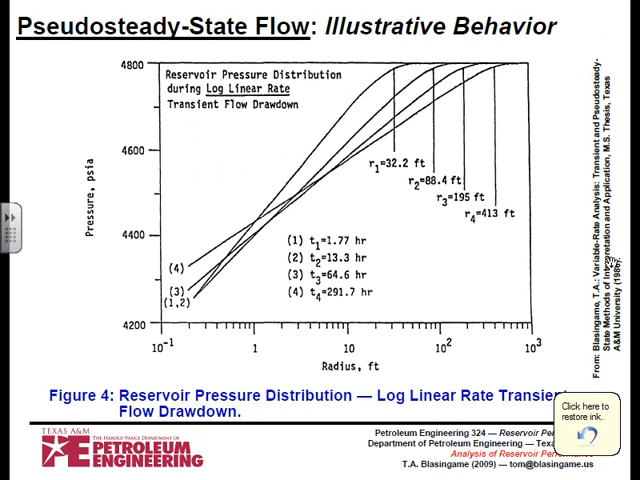 Pseudosteady-State Flow: Illustrative Behavior
4800
4600
4400
4200
Pressure, psia
Reservoir Pressure Distribution
during Log Linear Rate
Transient Flow Drawdown
r1=32.2 ft
r2=88.4 ft
r3=195 ft
r4=413 ft
(1) t1=1.77 hr
(2) t2=13.3 hr
(3) t3=64.6 hr
(4) t4=291.7 hr
(4)
(3)
(1,2)
10-1
1
10
102
103
Radius, ft
From: Blasingame, T.A.: Variable-Rate Analysis: Transient and Pseudosteady-
State Methods of Interpretation and Application, M.S. Thesis, Texas
A&M University (1986).
Figure 4: Reservoir Pressure Distribution — Log Linear Rate Transient
Flow Drawdown.
Click here to
restore ink.
TEXAS A&M
THE HAROLD VANCE DEPARTMENT OF
PETROLEUM
ENGINEERING
Petroleum Engineering 324 — Reservoir
Department of Petroleum Engineering —
Analysis of Reservoir
T.A. Blasingame (2009) — tom@blasingame.us